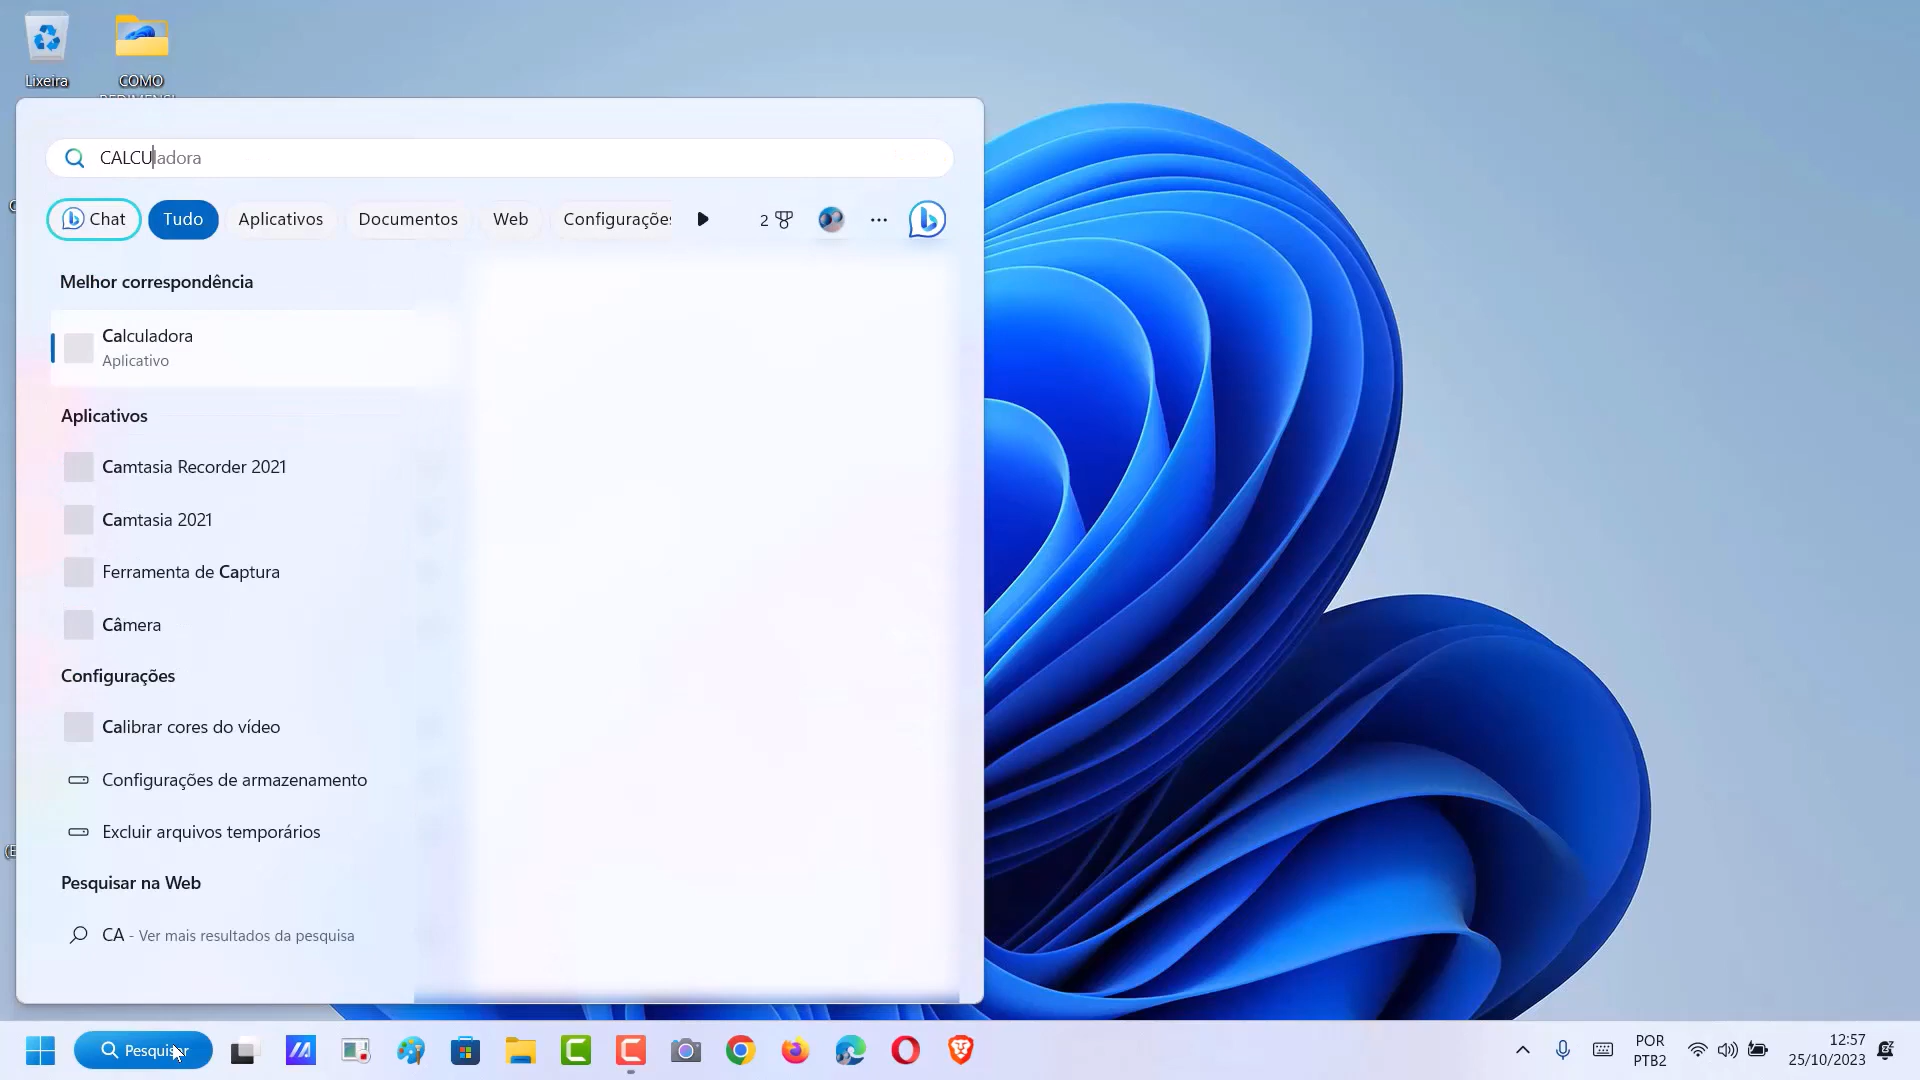 Lixeira
COMO
CALCUladora
Chat
Tudo
Aplicativos
Documentos
Web
Configurações
2
Melhor correspondência
Calculadora
Aplicativo
Aplicativos
Camtasia Recorder 2021
Camtasia 2021
Ferramenta de Captura
Câmera
Configurações
Calibrar cores do vídeo
Configurações de armazenamento
Excluir arquivos temporários
Pesquisar na Web
CA - Ver mais resultados da pesquisa
Pesquisar
POR
PTB2
12:57
25/10/2023